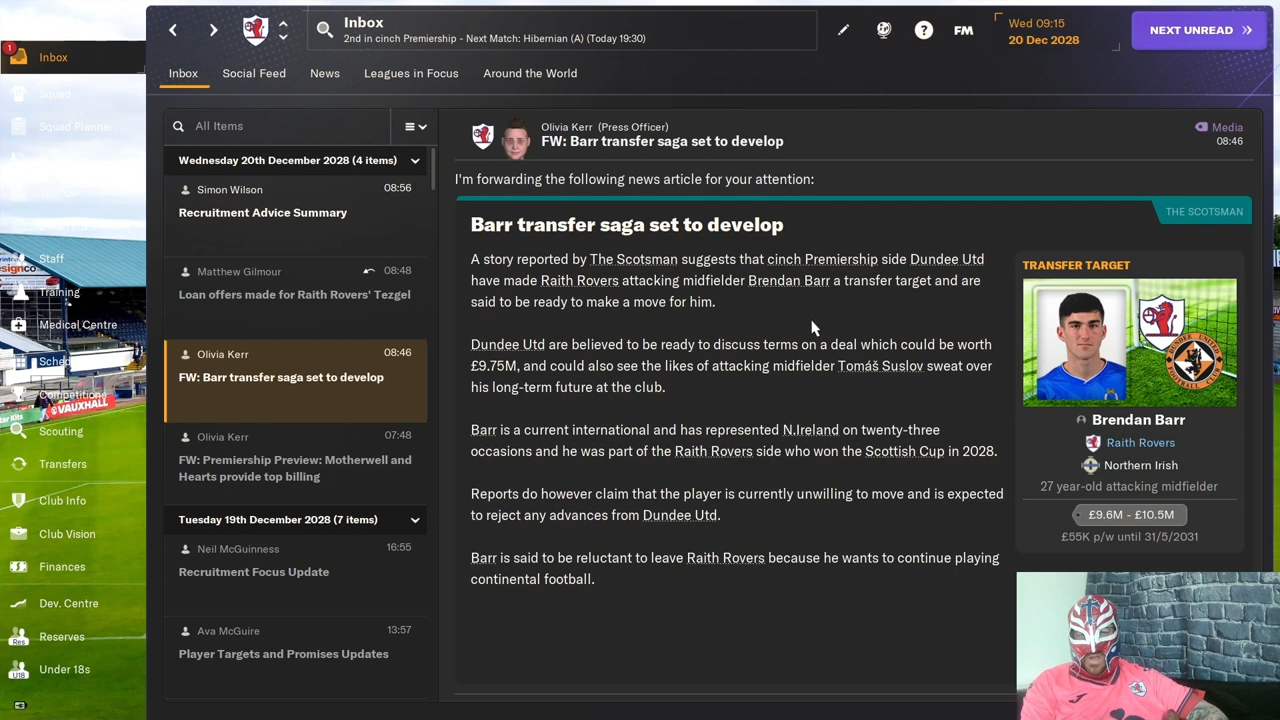 Inbox
2nd in cinch Premiership - Next Match: Hibernian (A) (Today 19:30)
FM
Wed 09:15
20 Dec 2028
NEXT UNREAD
1
Inbox
Squad
Squad Planner
Staff
Training
Medical Centre
Sched
Competitions
Scouting
Transfers
Club Info
Club Vision
Finances
Dev. Centre
Reserves
Under 18s
Res
U18
designco
VAUXHALL
Inbox
Social Feed
News
Leagues in Focus
Around the World
All Items
Wednesday 20th December 2028 (4 items)
Simon Wilson
08:56
Recruitment Advice Summary
Matthew Gilmour
08:48
Loan offers made for Raith Rovers' Tezgel
Olivia Kerr
08:46
FW: Barr transfer saga set to develop
Olivia Kerr
07:48
FW: Premiership Preview: Motherwell and
Hearts provide top billing
Tuesday 19th December 2028 (7 items)
Neil McGuinness
16:55
Recruitment Focus Update
Ava McGuire
13:57
Player Targets and Promises Updates
Olivia Kerr (Press Officer)
FW: Barr transfer saga set to develop
Media
08:46
I'm forwarding the following news article for your attention:
Barr transfer saga set to develop
THE SCOTSMAN
A story reported by The Scotsman suggests that cinch Premiership side Dundee Utd
have made Raith Rovers attacking midfielder Brendan Barr a transfer target and are
said to be ready to make a move for him.
Dundee Utd are believed to be ready to discuss terms on a deal which could be worth
£9.75M, and could also see the likes of attacking midfielder Tomáš Suslov sweat over
his long-term future at the club.
Barr is a current international and has represented N.Ireland on twenty-three
occasions and he was part of the Raith Rovers side who won the Scottish Cup in 2028.
Reports do however claim that the player is currently unwilling to move and is expected
to reject any advances from Dundee Utd.
Barr is said to be reluctant to leave Raith Rovers because he wants to continue playing
continental football.
TRANSFER TARGET
Brendan Barr
Raith Rovers
Northern Irish
27 year-old attacking midfielder
£9.6M - £10.5M
£55K p/w until 31/5/2031